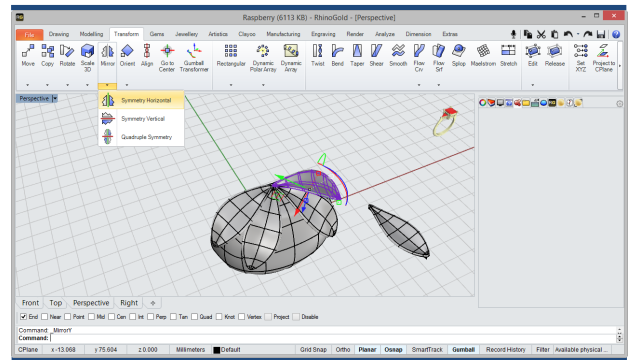 Raspberry (6113 KB) - RhinoGold - [Perspective]
File Drawing Modelling Transform Gems Jewellery Artistics Clayoo Manufacturing Engraving Render Analyze Dimension Extras
Move Copy Rotate Scale 3D Mirror Orient Align Go to Center Gumball Transformer Rectangular Dynamic Polar Array Dynamic Array Twist Bend Taper Shear Smooth Flow Crv Flow Srf Splop Maelstrom Stretch Edit Release Set XYZ Project to CPlane
Perspective
Symmetry Horizontal
Symmetry Vertical
Quadruple Symmetry
Front Top Perspective Right
End Near Point Mid Cen Int Perp Tan Quad Knot Vertex Project Disable
Command: _MirrorY
Command:
CPlane x -13.068 y 75.604 z 0.000 Millimeters Default Grid Snap Ortho Planar Osnap SmartTrack Gumball Record History Filter Available physical ...